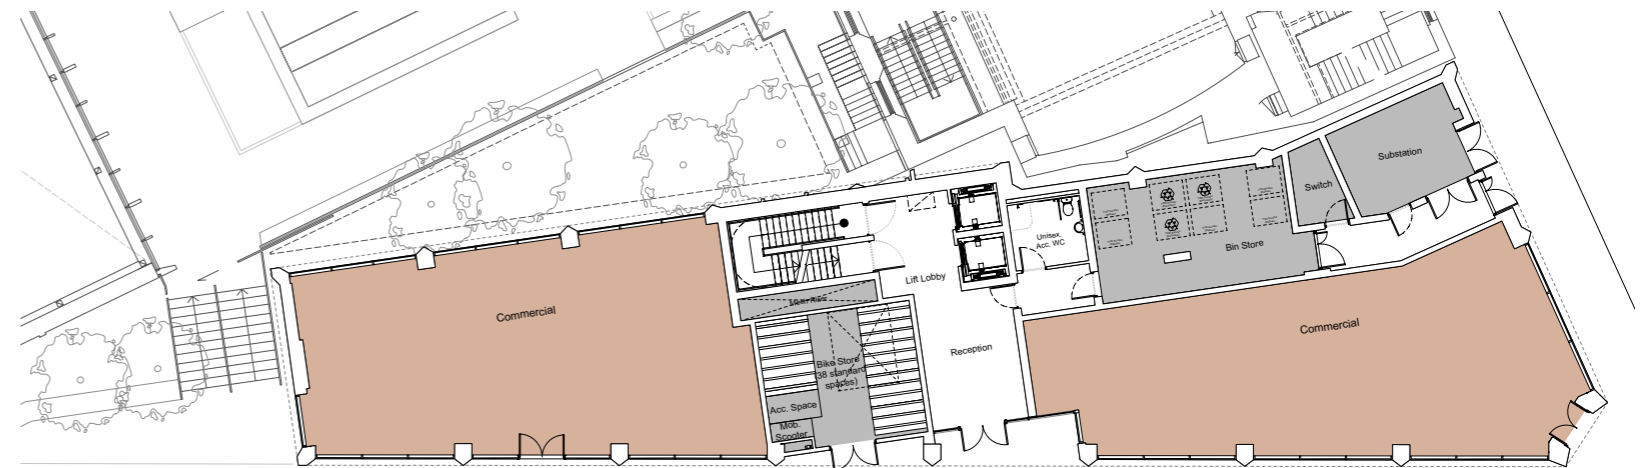 Substation
Switch
Unisex.
Acc. WC
Bin Store
Lift Lobby
Commercial
Commercial
Reception
Bike Store
(38 standard
spaces)
Acc. Space
Mob.
Scooter